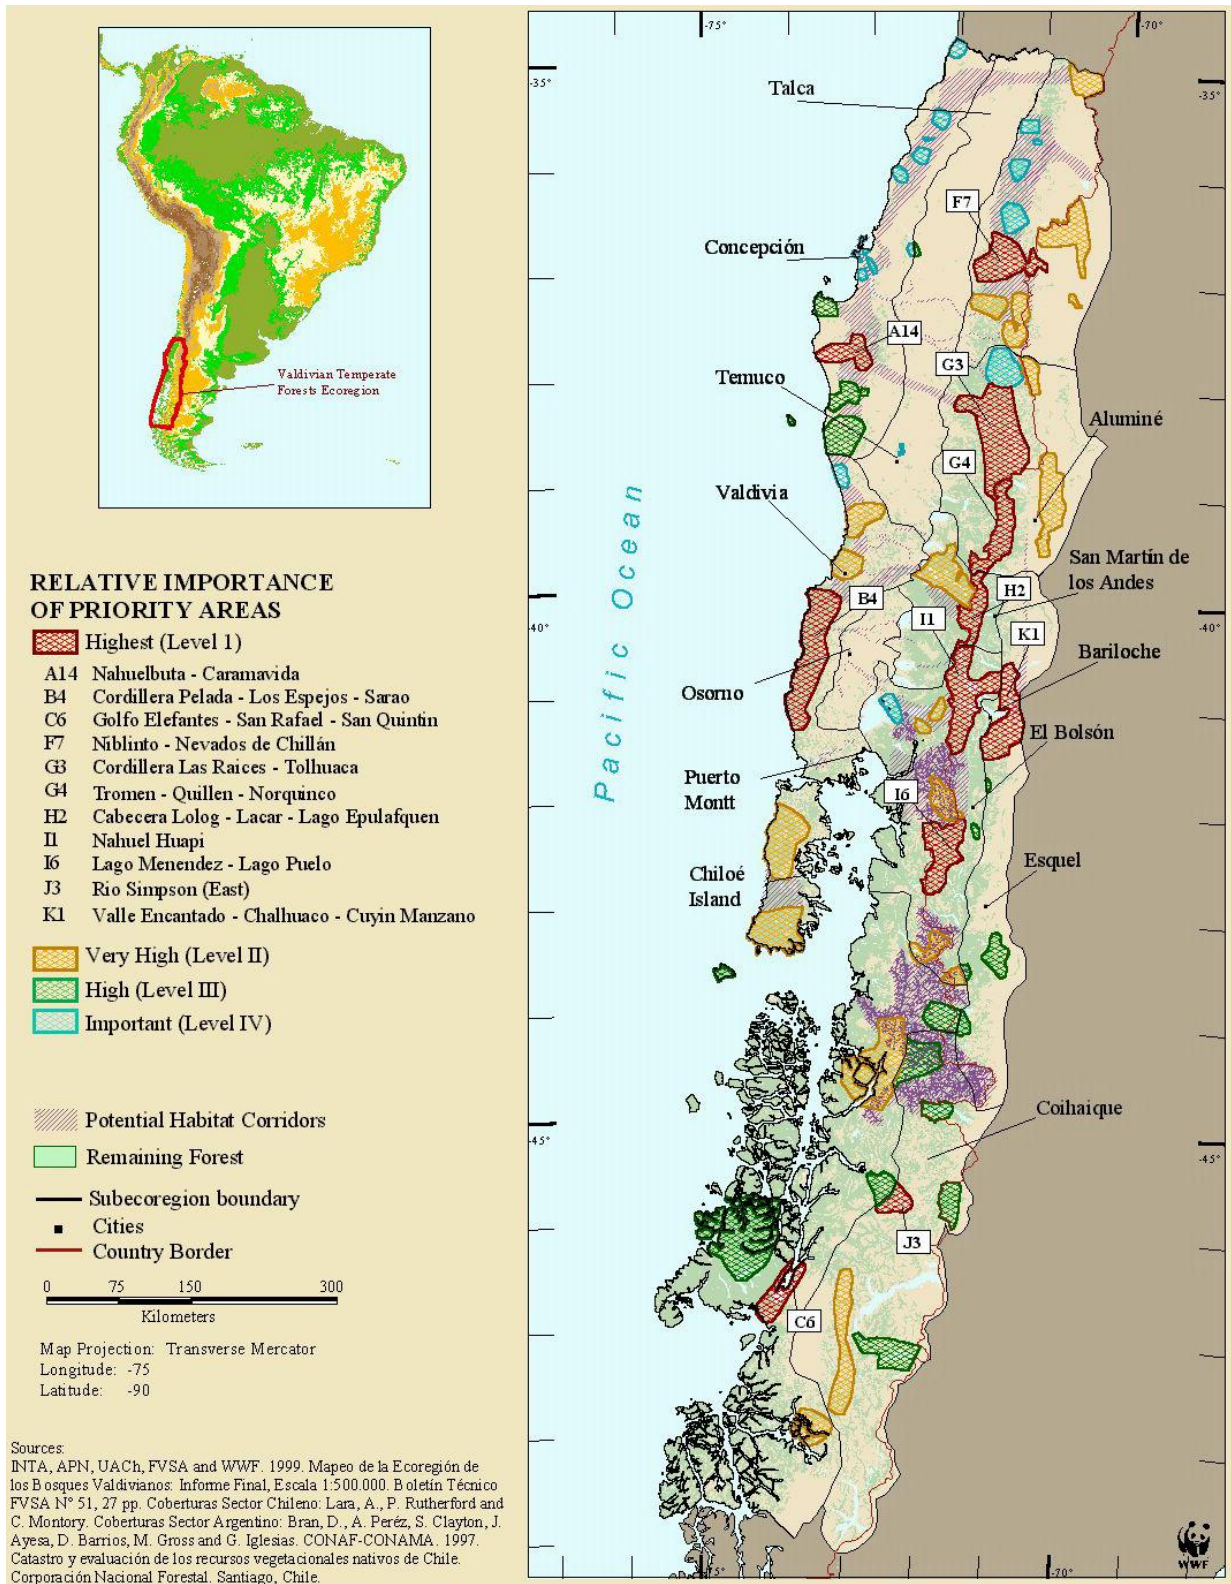 Valdivian Temperate
Forests Ecoregion
RELATIVE IMPORTANCE
OF PRIORITY AREAS
Highest (Level 1)
A14 Nahuelbuta - Caramavida
B4 Cordillera Pelada - Los Espejos - Sarao
C6 Golfo Elefantes - San Rafael - San Quintin
F7 Niblinto - Nevados de Chillán
G3 Cordillera Las Raices - Tolhuaca
G4 Tromen - Quillen - Norquinco
H2 Cabecera Lolog - Lacar - Lago Epulafquen
I1 Nahuel Huapi
I6 Lago Menendez - Lago Puelo
J3 Rio Simpson (East)
K1 Valle Encantado - Chalhuaco - Cuyin Manzano
Very High (Level II)
High (Level III)
Important (Level IV)
Potential Habitat Corridors
Remaining Forest
Subecoregion boundary
Cities
Country Border
0 75 150 300
Kilometers
Map Projection: Transverse Mercator
Longitude: -75
Latitude: -90
Sources:
INTA, APN, UACh, FVSA and WWF. 1999. Mapeo de la Ecoregión de
los Bosques Valdivianos: Informe Final, Escala 1:500.000. Boletín Técnico
FVSA N° 51, 27 pp. Coberturas Sector Chileno: Lara, A., P. Rutherford and
C. Montory. Coberturas Sector Argentino: Bran, D., A. Peréz, S. Clayton, J.
Ayesa, D. Barrios, M. Gross and G. Iglesias. CONAF-CONAMA. 1997.
Catastro y evaluación de los recursos vegetacionales nativos de Chile.
Corporación Nacional Forestal. Santiago, Chile.
-75°
-70°
-35°
-35°
Talca
F7
Concepción
A14
G3
Temuco
Aluminé
G4
Valdivia
Pacific Ocean
San Martín de
los Andes
H2
B4
I1
K1
-40°
-40°
Bariloche
Osorno
El Bolsón
Puerto
Montt
I6
Esquel
Chiloé
Island
Coihaique
-45°
-45°
J3
C6
-75°
-70°
WWF